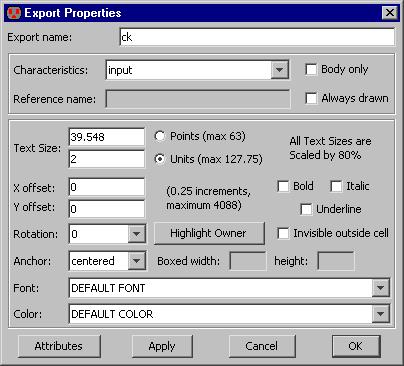 Export Properties
Export name: ck
Characteristics: input Body only
Reference name: Always drawn
Text Size: 39.548 Points (max 63) All Text Sizes are
2 Units (max 127.75) Scaled by 80%
X offset: 0 (0.25 increments, Bold Italic
Y offset: 0 maximum 4088) Underline
Rotation: 0 Highlight Owner Invisible outside cell
Anchor: centered Boxed width: height:
Font: DEFAULT FONT
Color: DEFAULT COLOR
Attributes Apply Cancel OK